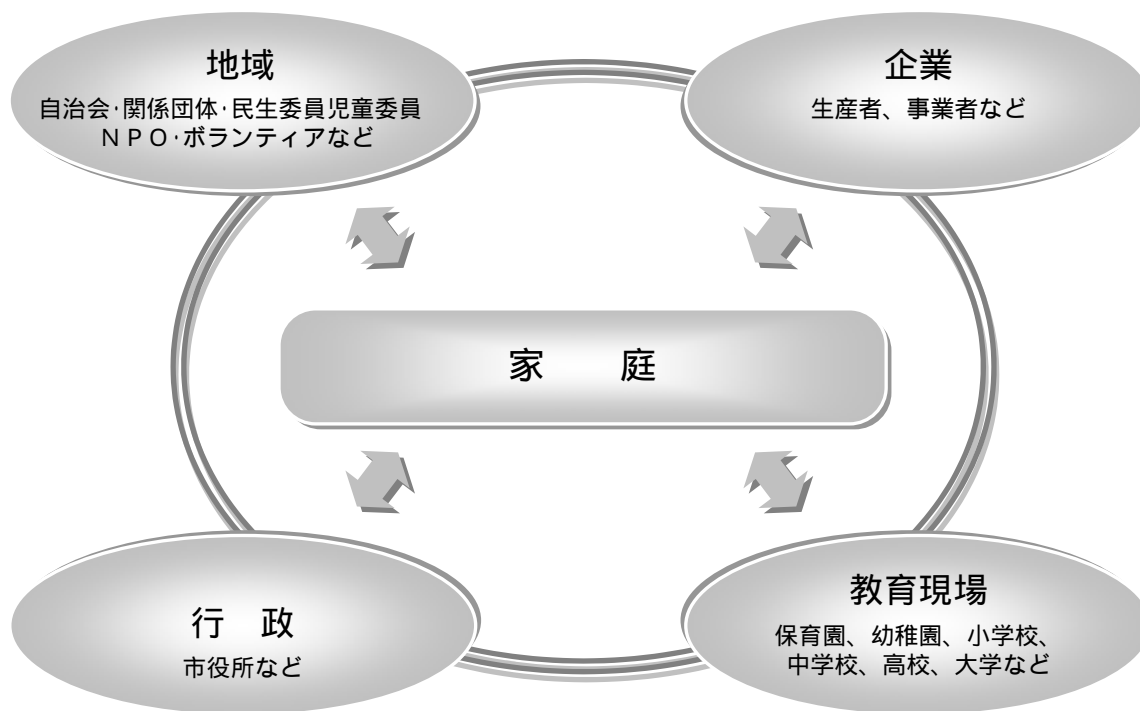 地域
自治会・関係団体・民生委員児童委員
ＮＰＯ・ボランティアなど
企業
生産者、事業者など
家　　庭
行　政
市役所など
教育現場
保育園、幼稚園、小学校、
中学校、高校、大学など